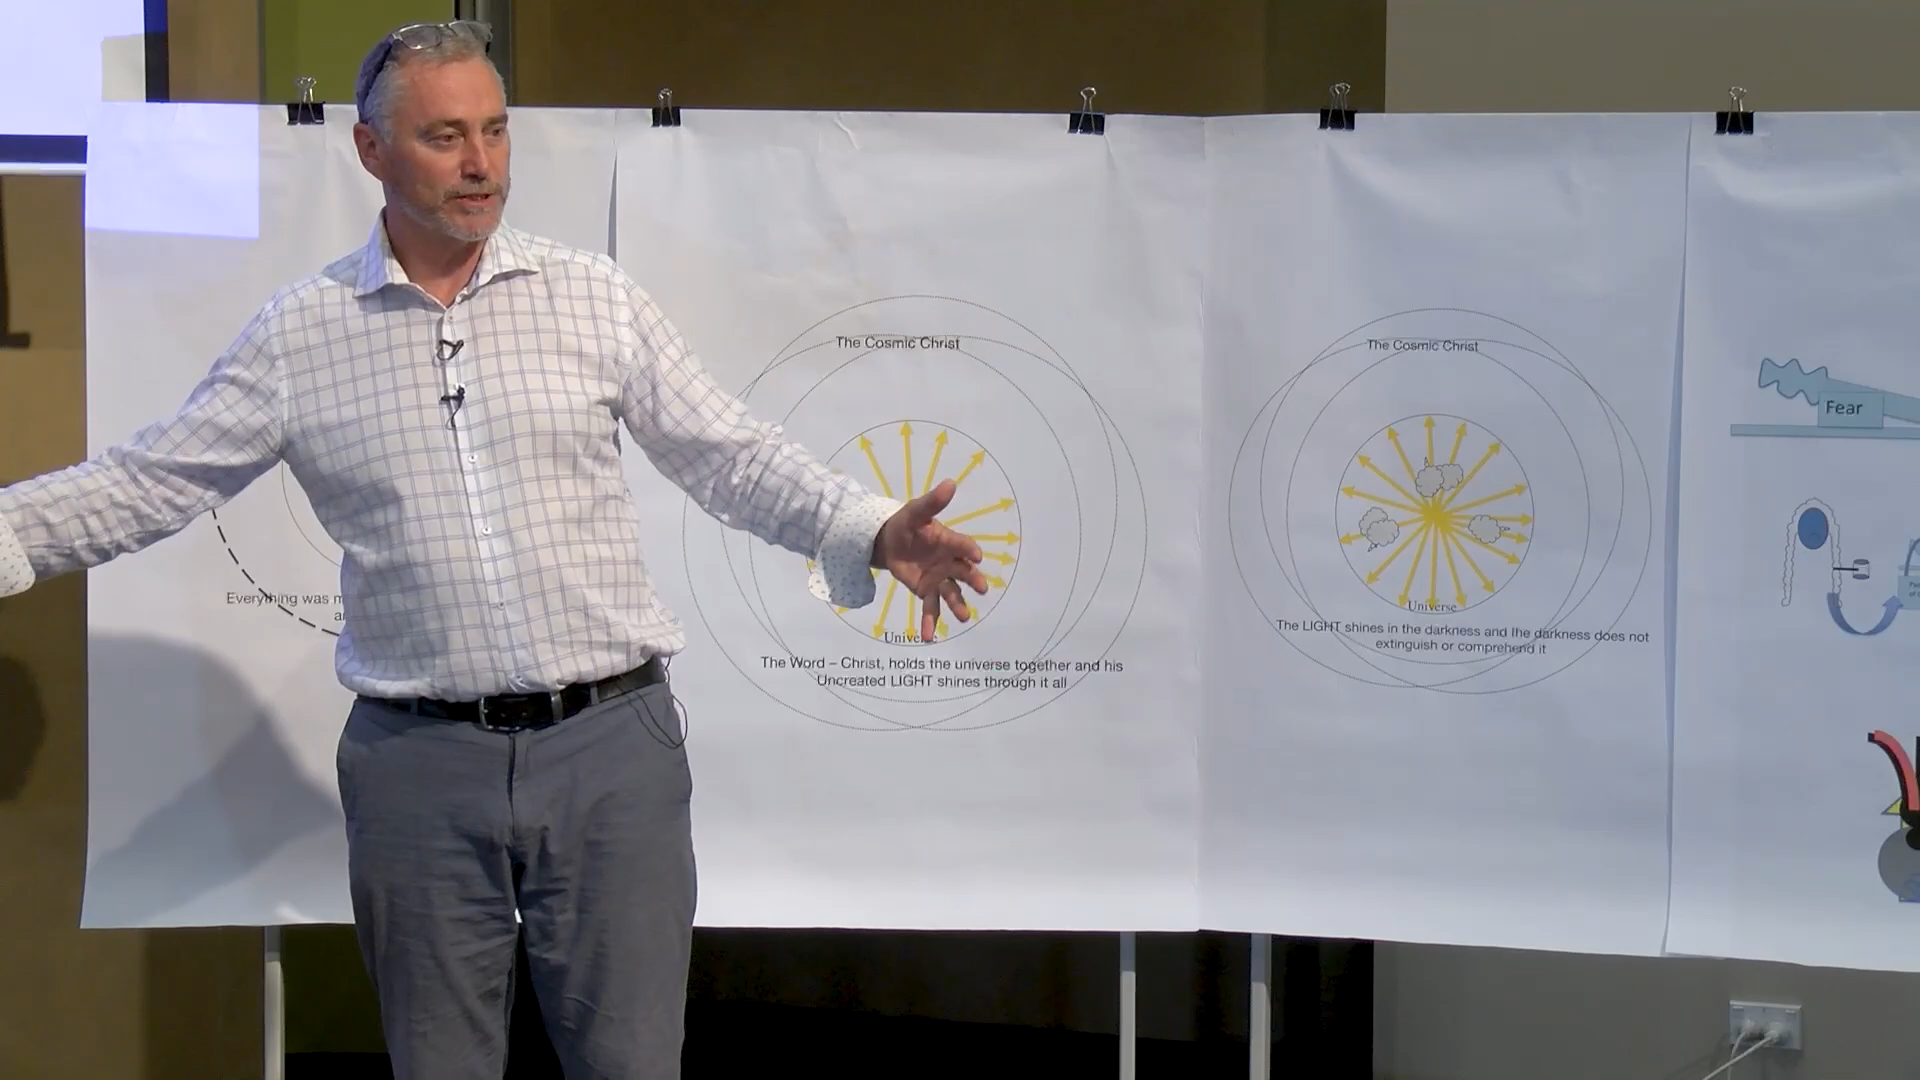 Everything was m
The Cosmic Christ
Universe
The Word – Christ, holds the universe together and his
Uncreated LIGHT shines through it all
The Cosmic Christ
Universe
The LIGHT shines in the darkness and the darkness does not
extinguish or comprehend it
Fear